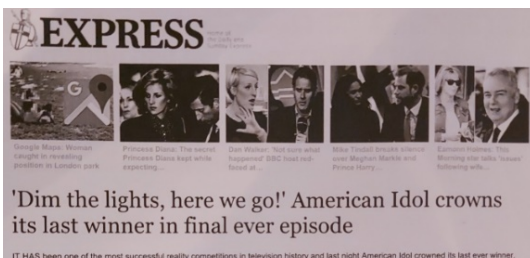 EXPRESS
Home of the Daily and Sunday Express
Google Maps: Woman
caught in revealing
position in London park
Princess Diana: The secret
Princess Diana kept while
expecting...
Dan Walker: 'Not sure what
happened' BBC host red-
faced at...
Mike Tindall breaks silence
over Meghan Markle and
Prince Harry...
Eamonn Holmes: This
Morning star talks 'saved'
following wife...
'Dim the lights, here we go!' American Idol crowns
its last winner in final ever episode
IT HAS been one of the most successful reality competitions in television history and last night American Idol crowned its last ever winner.